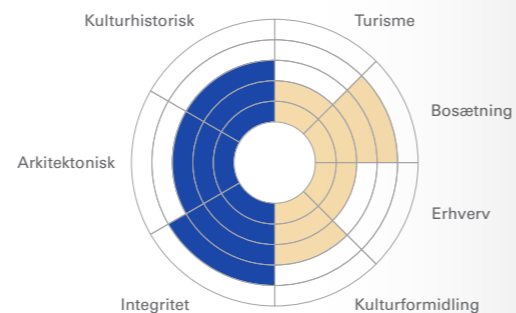 Kulturhistorisk
Turisme
Bosætning
Arkitektonisk
Erhverv
Integritet
Kulturformidling